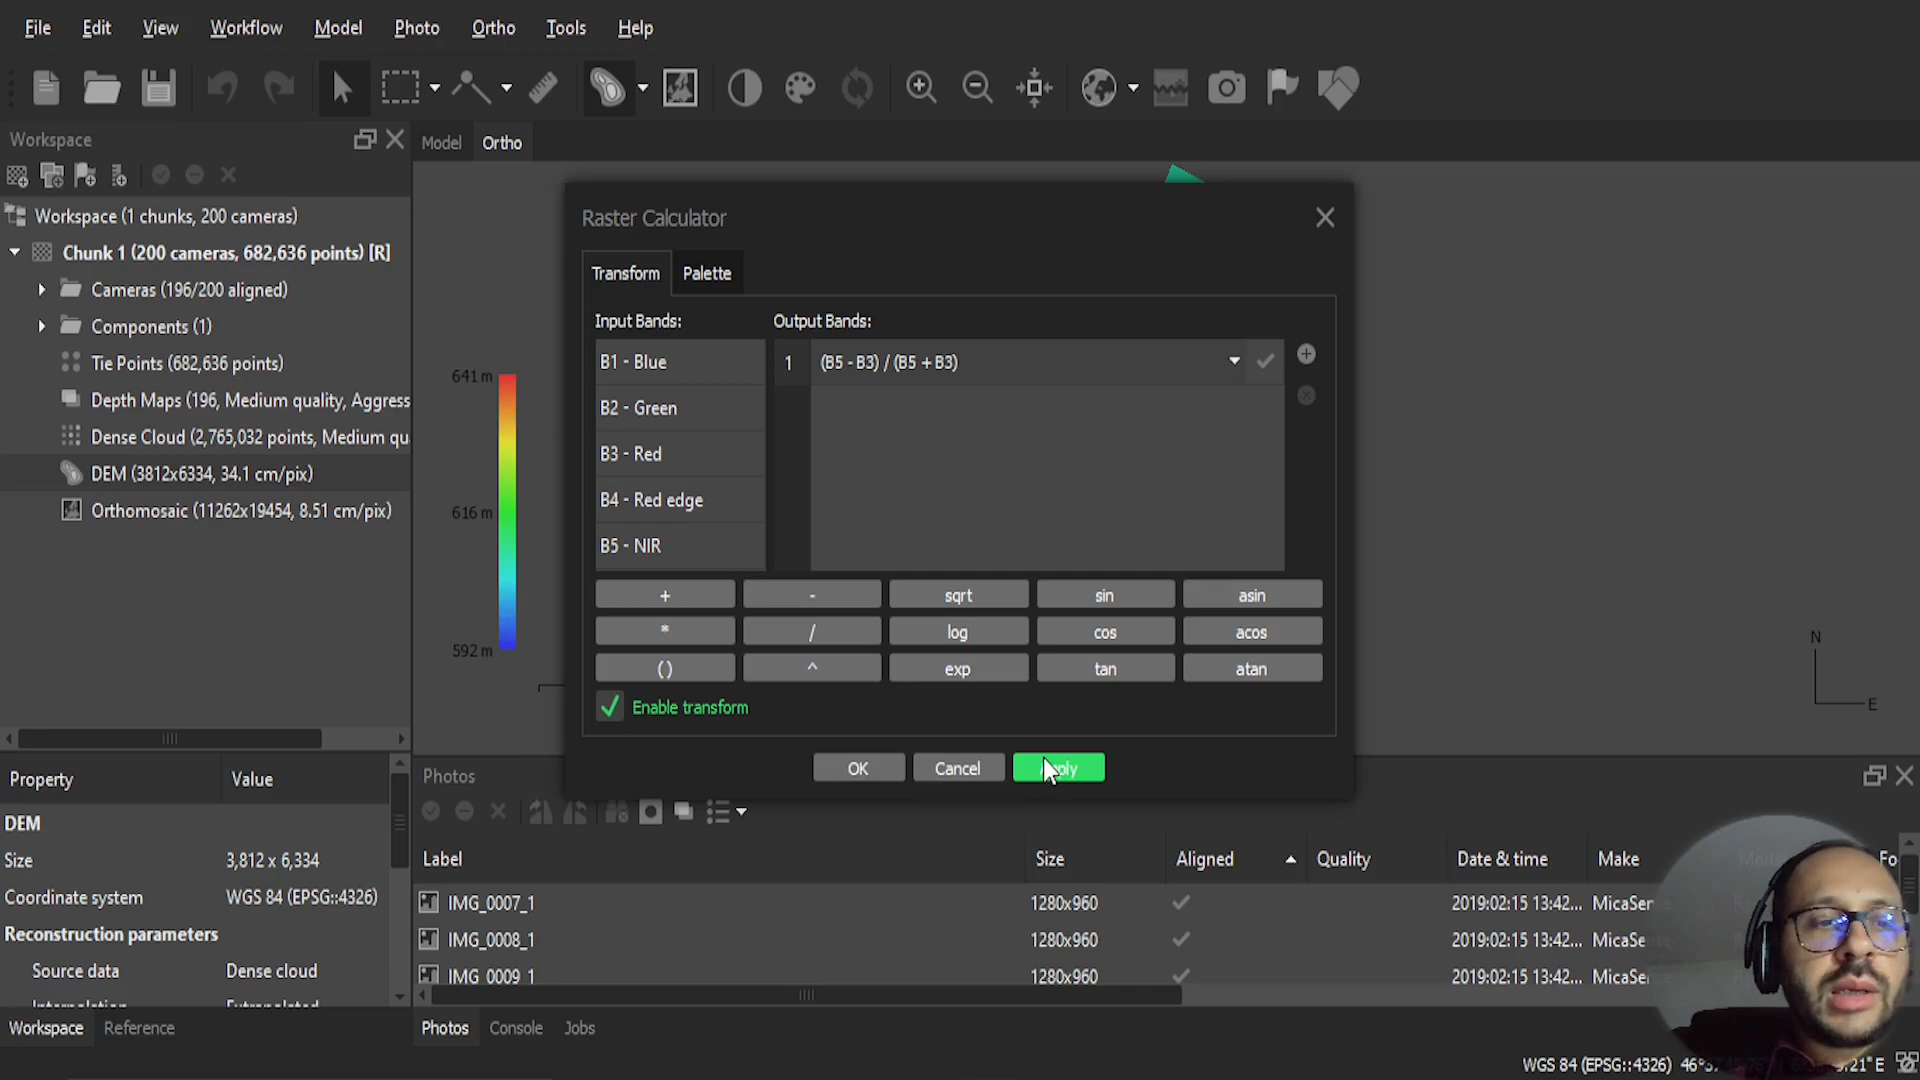 File Edit View Workflow Model Photo Ortho Tools Help
Workspace
Model Ortho
Workspace (1 chunks, 200 cameras)
Chunk 1 (200 cameras, 682,636 points) [R]
Cameras (196/200 aligned)
Components (1)
Tie Points (682,636 points)
Depth Maps (196, Medium quality, Aggress
Dense Cloud (2,765,032 points, Medium qu
DEM (3812x6334, 34.1 cm/pix)
Orthomosaic (11262x19454, 8.51 cm/pix)
641 m
616 m
592 m
Raster Calculator
Transform Palette
Input Bands: Output Bands:
B1 - Blue 1 (B5 - B3) / (B5 + B3)
B2 - Green
B3 - Red
B4 - Red edge
B5 - NIR
+ - sqrt sin asin
* / log cos acos
() ^ exp tan atan
Enable transform
OK Cancel
N
E
Property Value
DEM
Size 3,812 x 6,334
Coordinate system WGS 84 (EPSG::4326)
Reconstruction parameters
Source data Dense cloud
Photos
Label Size Aligned Quality Date & time Make
IMG_0007_1 1280x960 2019:02:15 13:42... MicaSen
IMG_0008_1 1280x960 2019:02:15 13:42... MicaSen
IMG_0009_1 1280x960 2019:02:15 13:42... MicaSen
Workspace Reference
Photos Console Jobs
WGS 84 (EPSG::4326)